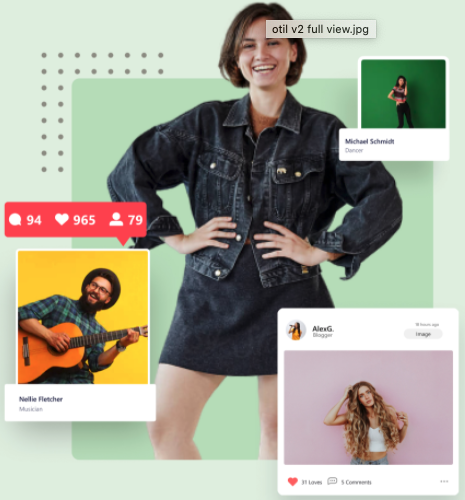 otil v2 full view.jpg
Michael Schmidt
Dancer
94 965 79
Nellie Fletcher
Musician
AlexG.
Blogger
18 hours ago
Image
31 Loves
5 Comments